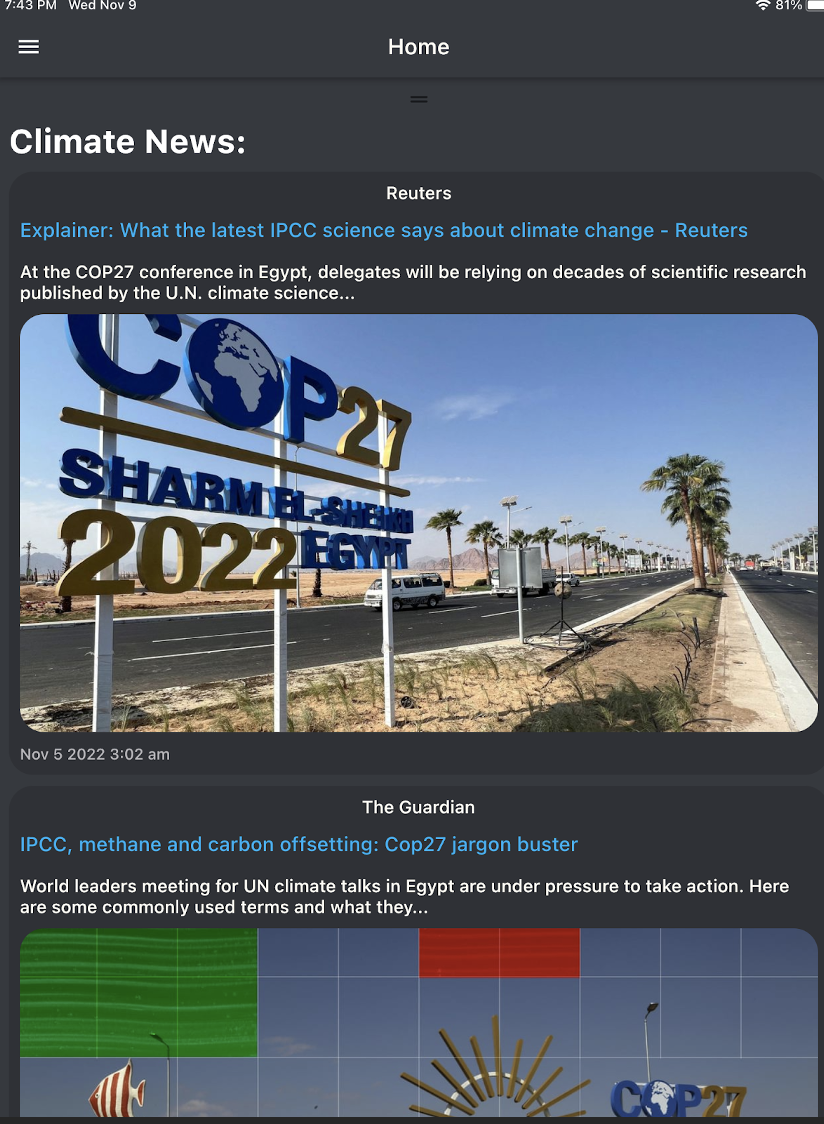 7:43 PM Wed Nov 9 81%
Home
Climate News:
Reuters
Explainer: What the latest IPCC science says about climate change - Reuters
At the COP27 conference in Egypt, delegates will be relying on decades of scientific research
published by the U.N. climate science...
COP27
SHARM EL-SHEIKH
2022 EGYPT
Nov 5 2022 3:02 am
The Guardian
IPCC, methane and carbon offsetting: Cop27 jargon buster
World leaders meeting for UN climate talks in Egypt are under pressure to take action. Here
are some commonly used terms and what they...
COP27